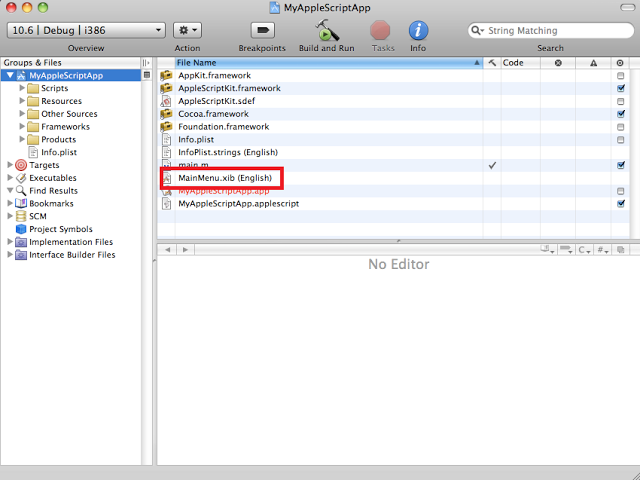 MyAppleScriptApp
10.6 | Debug | i386
String Matching
Overview
Action
Breakpoints
Build and Run
Tasks
Info
Search
Groups & Files
File Name
Code
MyAppleScriptApp
Scripts
Resources
Other Sources
Frameworks
Products
Info.plist
Targets
Executables
Find Results
Bookmarks
SCM
Project Symbols
Implementation Files
Interface Builder Files
AppKit.framework
AppleScriptKit.framework
AppleScriptKit.sdef
Cocoa.framework
Foundation.framework
Info.plist
InfoPlist.strings (English)
main.m
MainMenu.xib (English)
MyAppleScriptApp.app
MyAppleScriptApp.applescript
C
#
No Editor